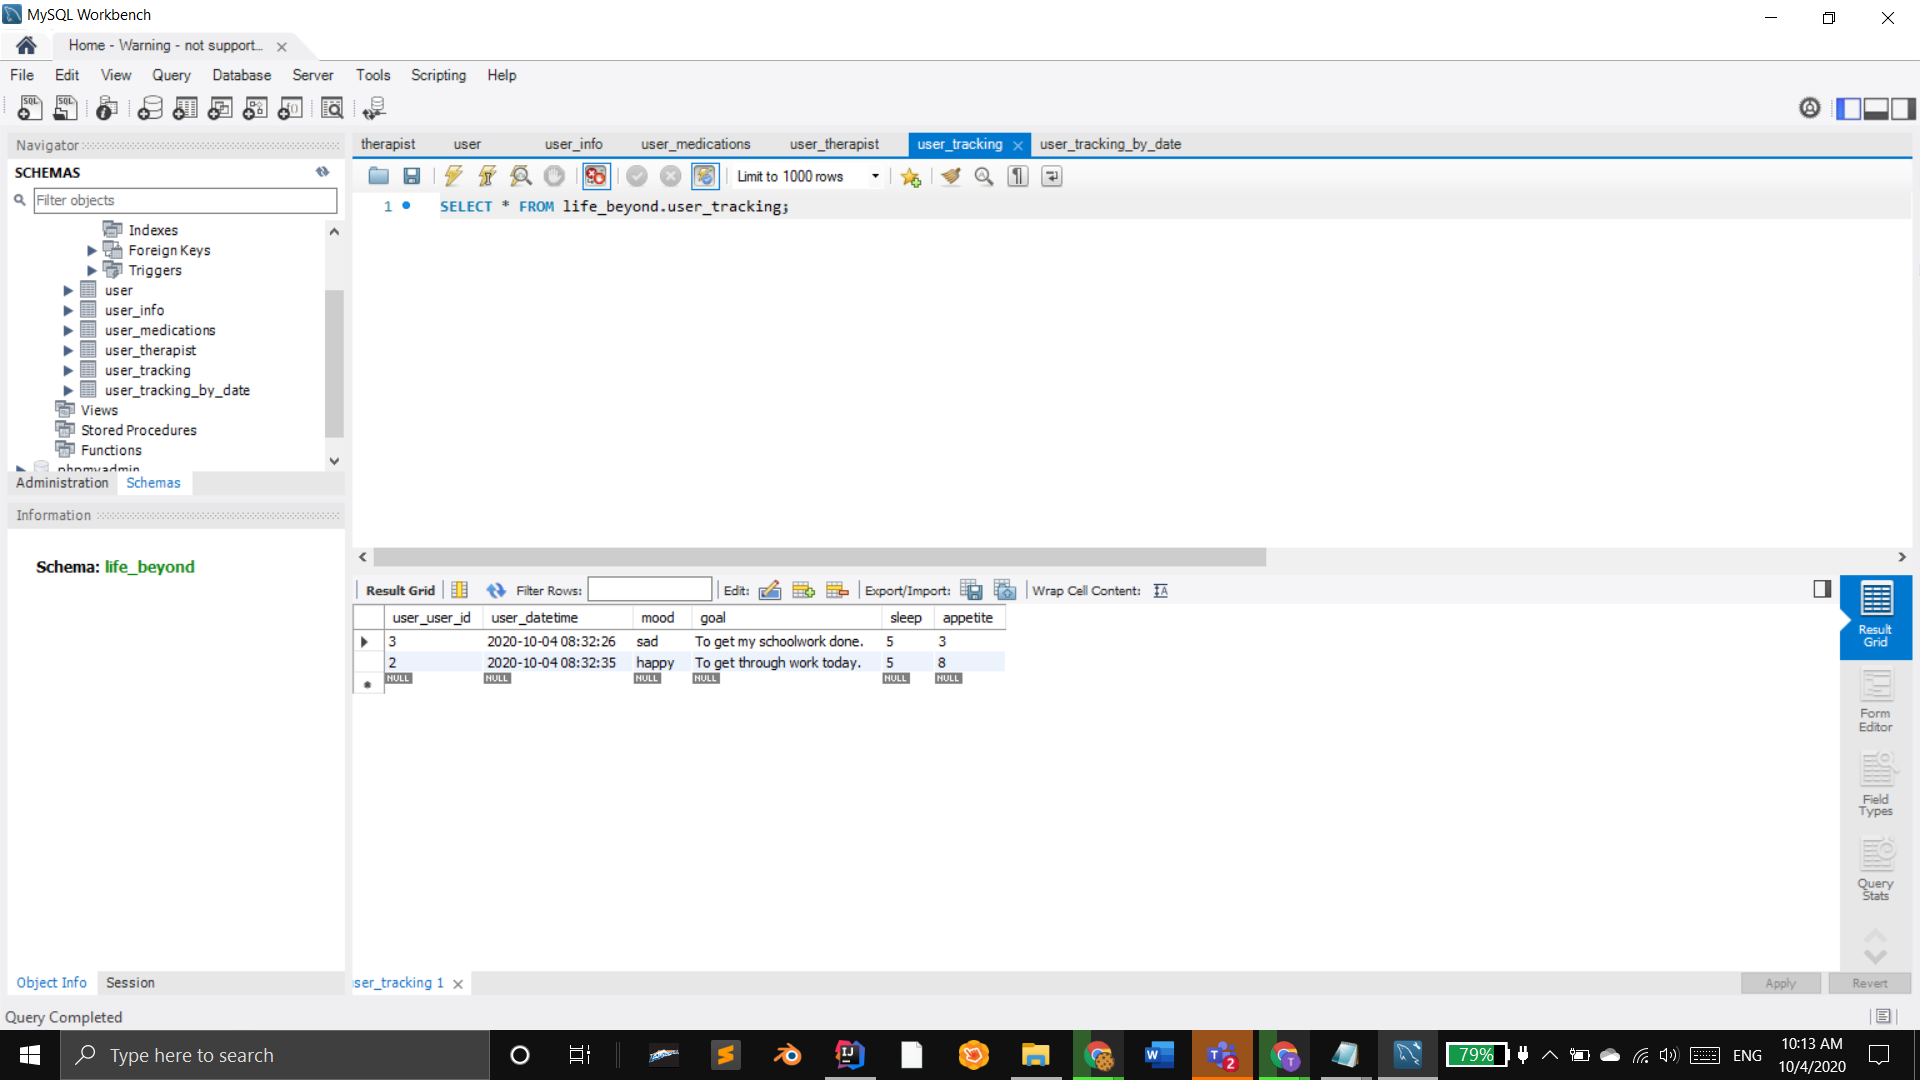 MySQL Workbench
Home - Warning - not support...
File Edit View Query Database Server Tools Scripting Help
Navigator
SCHEMAS
Filter objects
Indexes
Foreign Keys
Triggers
user
user_info
user_medications
user_therapist
user_tracking
user_tracking_by_date
Views
Stored Procedures
Functions
phpmyadmin
Administration Schemas
Information
Schema: life_beyond
Object Info Session
therapist user user_info user_medications user_therapist user_tracking user_tracking_by_date
Limit to 1000 rows
1 SELECT * FROM life_beyond.user_tracking;
Result Grid Filter Rows: Edit: Export/Import: Wrap Cell Content:
user_user_id user_datetime mood goal sleep appetite
3 2020-10-04 08:32:26 sad To get my schoolwork done. 5 3
2 2020-10-04 08:32:35 happy To get through work today. 5 8
NULL NULL NULL NULL NULL NULL
Result
Grid
Form
Editor
Field
Types
Query
Stats
ser_tracking 1
Apply Revert
Query Completed
Type here to search
79%
ENG
10:13 AM
10/4/2020